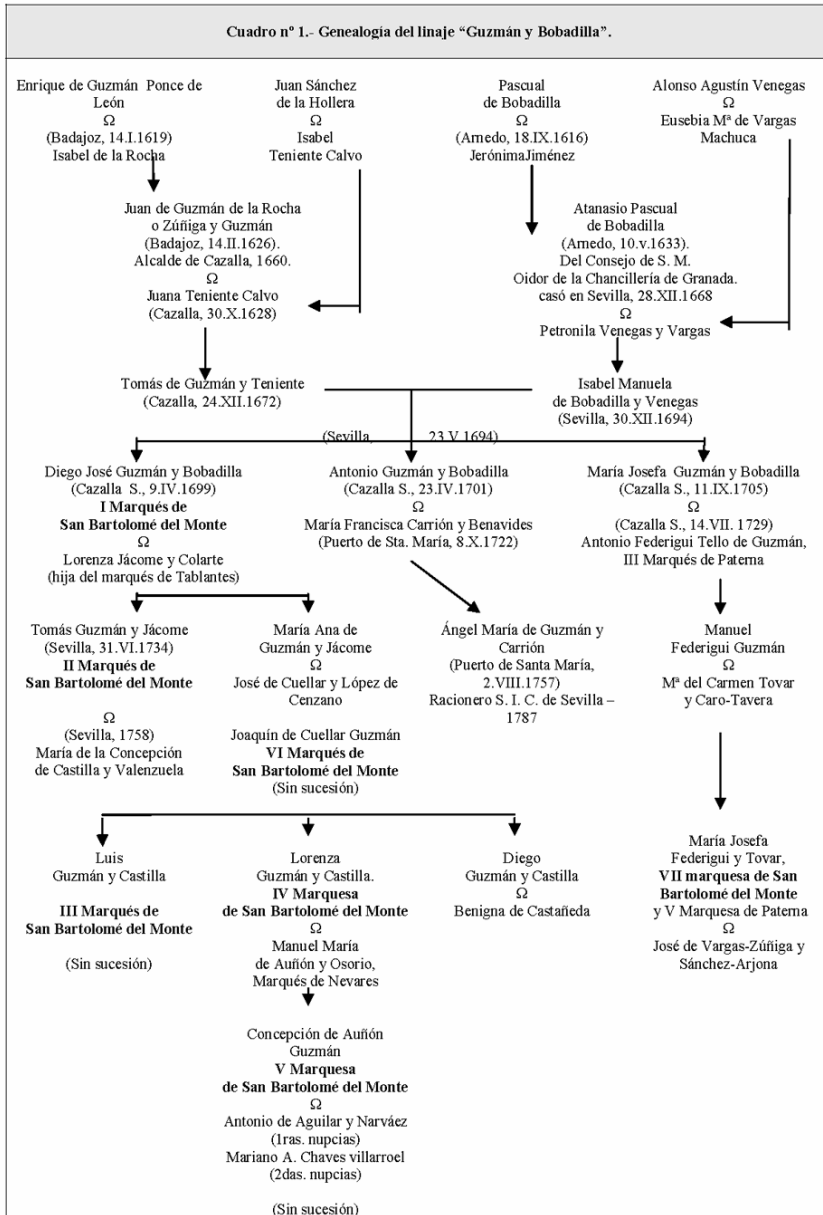 Cuadro nº 1.- Genealogía del linaje “Guzmán y Bobadilla”.
Enrique de Guzmán Ponce de
León
Ω
(Badajoz, 14.I.1619)
Isabel de la Rocha
Juan Sánchez
de la Hollera
Ω
Isabel
Teniente Calvo
Pascual
de Bobadilla
Ω
(Arnedo, 18.IX.1616)
JerónimaJiménez
Alonso Agustín Venegas
Ω
Eusebia Mª de Vargas
Machuca
Juan de Guzmán de la Rocha
o Zúñiga y Guzmán
(Badajoz, 14.II.1626).
Alcalde de Cazalla, 1660.
Ω
Juana Teniente Calvo
(Cazalla, 30.X.1628)
Atanasio Pascual
de Bobadilla
(Arnedo, 10.v.1633).
Del Consejo de S. M.
Oidor de la Chancillería de Granada.
casó en Sevilla, 28.XII.1668
Ω
Petronila Venegas y Vargas
Tomás de Guzmán y Teniente
(Cazalla, 24.XII.1672)
Isabel Manuela
de Bobadilla y Venegas
(Sevilla, 30.XII.1694)
(Sevilla, 23.V.1694)
Diego José Guzmán y Bobadilla
(Cazalla S., 9.IV.1699)
I Marqués de
San Bartolomé del Monte
Ω
Lorenza Jácome y Colarte
(hija del marqués de Tablantes)
Antonio Guzmán y Bobadilla
(Cazalla S., 23.IV.1701)
Ω
María Francisca Carrión y Benavides
(Puerto de Sta. María, 8.X.1722)
María Josefa Guzmán y Bobadilla
(Cazalla S., 11.IX.1705)
Ω
(Cazalla S., 14.VII. 1729)
Antonio Federigui Tello de Guzmán,
III Marqués de Paterna
Tomás Guzmán y Jácome
(Sevilla, 31.VI.1734)
II Marqués de
San Bartolomé del Monte
Ω
(Sevilla, 1758)
María de la Concepción
de Castilla y Valenzuela
María Ana de
Guzmán y Jácome
Ω
José de Cuellar y López de
Cenzano
Joaquín de Cuellar Guzmán
VI Marqués de
San Bartolomé del Monte
(Sin sucesión)
Ángel María de Guzmán y
Carrión
(Puerto de Santa María,
2.VIII.1757)
Racionero S. I. C. de Sevilla –
1787
Manuel
Federigui Guzmán
Ω
Mª del Carmen Tovar
y Caro-Tavera
Luis
Guzmán y Castilla
III Marqués de
San Bartolomé del Monte
(Sin sucesión)
Lorenza
Guzmán y Castilla.
IV Marquesa
de San Bartolomé del Monte
Ω
Manuel María
de Auñón y Osorio,
Marqués de Nevares
Diego
Guzmán y Castilla
Ω
Benigna de Castañeda
María Josefa
Federigui y Tovar,
VII marquesa de San
Bartolomé del Monte
y V Marquesa de Paterna
Ω
José de Vargas-Zúñiga y
Sánchez-Arjona
Concepción de Auñón
Guzmán
V Marquesa
de San Bartolomé del Monte
Ω
Antonio de Aguilar y Narváez
(1ras. nupcias)
Mariano A. Chaves villarroel
(2das. nupcias)
(Sin sucesión)